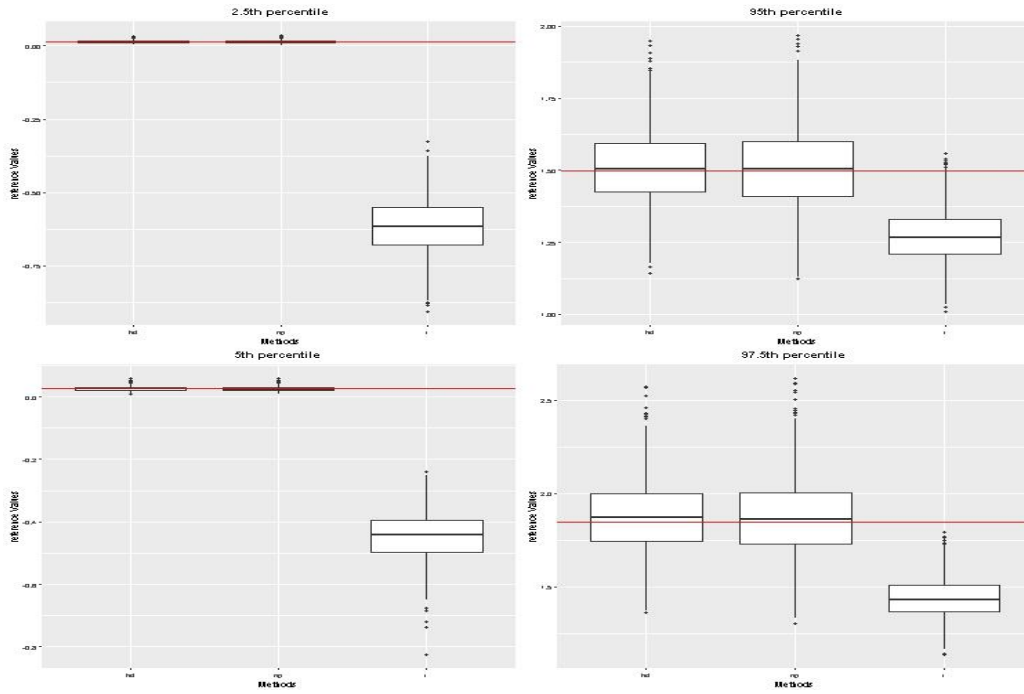 2.5th percentile
0.00
-0.25
-0.50
-0.75
reference Values
hd
np
r
Methods
95th percentile
2.00
1.75
1.50
1.25
1.00
reference Values
hd
np
r
Methods
5th percentile
0.0
-0.2
-0.4
-0.6
-0.8
reference Values
hd
np
r
Methods
97.5th percentile
2.5
2.0
1.5
reference Values
hd
np
r
Methods